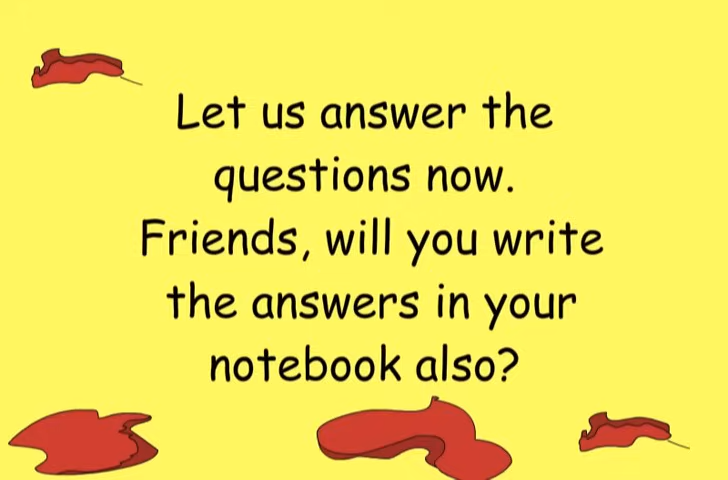 Let us answer the
questions now.
Friends, will you write
the answers in your
notebook also?